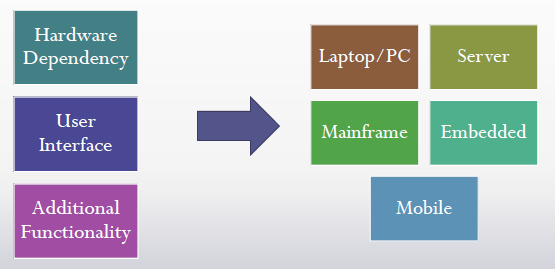 Hardware
Dependency
User
Interface
Additional
Functionality
Laptop/PC
Server
Mainframe
Embedded
Mobile